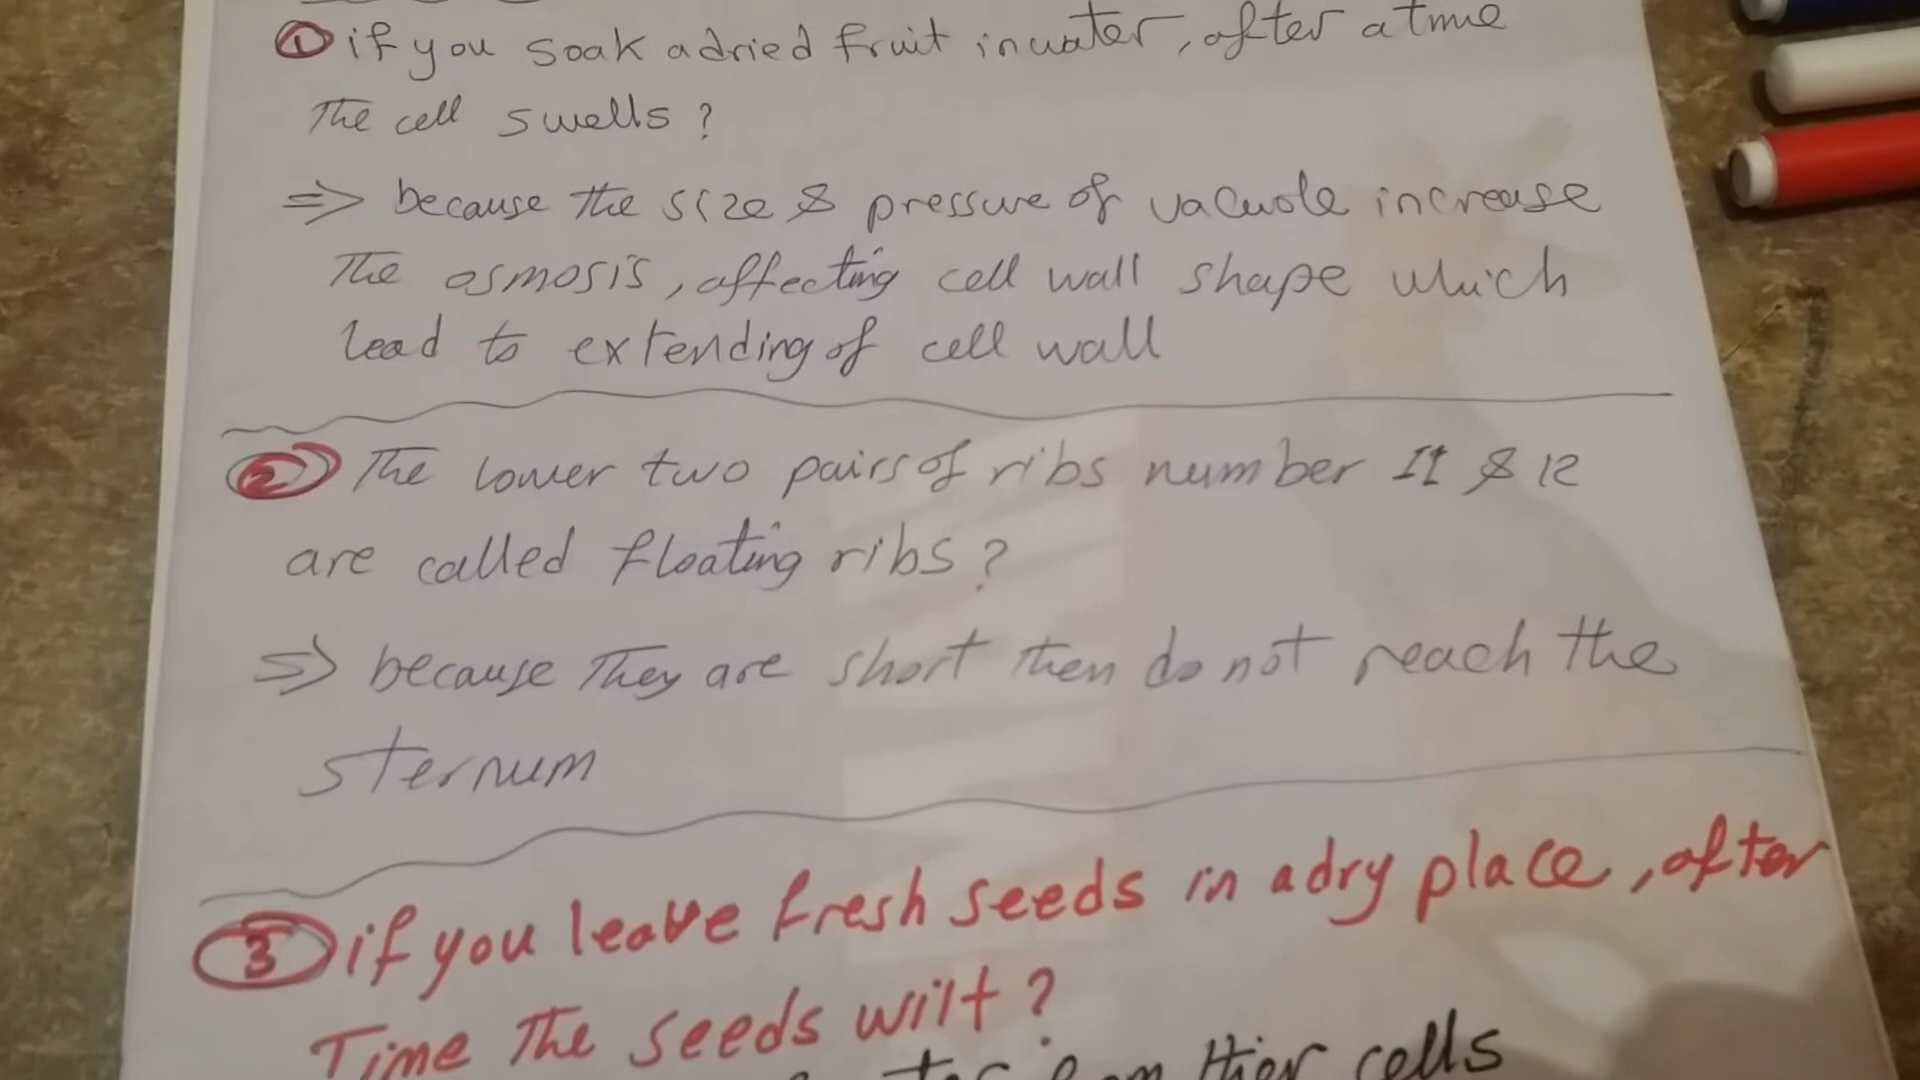 ① if you soak a dried fruit in water, after a time
The cell swells?
⇒ because the size & pressure of vacuole increase
The osmosis, affecting cell wall shape which
lead to extending of cell wall
② The lower two pairs of ribs number 11 & 12
are called floating ribs?
⇒ because They are short then do not reach the
sternum
③ if you leave fresh seeds in a dry place, after
Time The seeds wilt?
thier cells